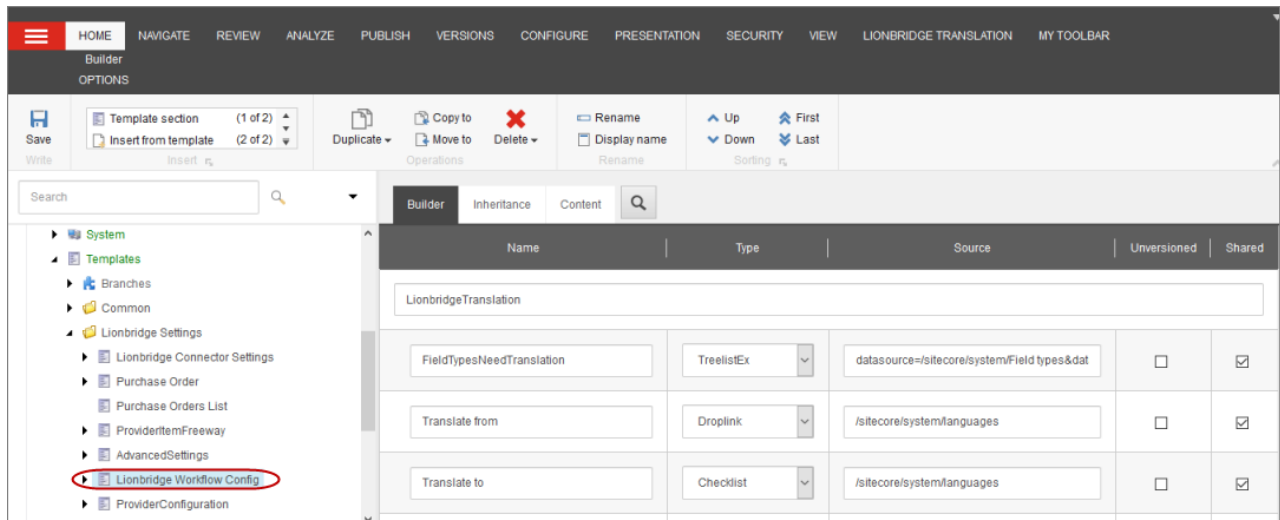 HOME NAVIGATE REVIEW ANALYZE PUBLISH VERSIONS CONFIGURE PRESENTATION SECURITY VIEW LIONBRIDGE TRANSLATION MY TOOLBAR
Builder
OPTIONS
Template section (1 of 2) Copy to Rename Up First
Save Insert from template (2 of 2) Duplicate Move to Delete Display name Down Last
Write Insert Operations Rename Sorting
Search
Builder Inheritance Content
System
Name Type Source Unversioned Shared
Templates
Branches
LionbridgeTranslation
Common
Lionbridge Settings
Lionbridge Connector Settings
FieldTypesNeedTranslation TreelistEx datasource=/sitecore/system/Field types&dat
Purchase Order
Purchase Orders List
Translate from Droplink /sitecore/system/languages
ProviderItemFreeway
AdvancedSettings
Lionbridge Workflow Config
Translate to Checklist /sitecore/system/languages
ProviderConfiguration